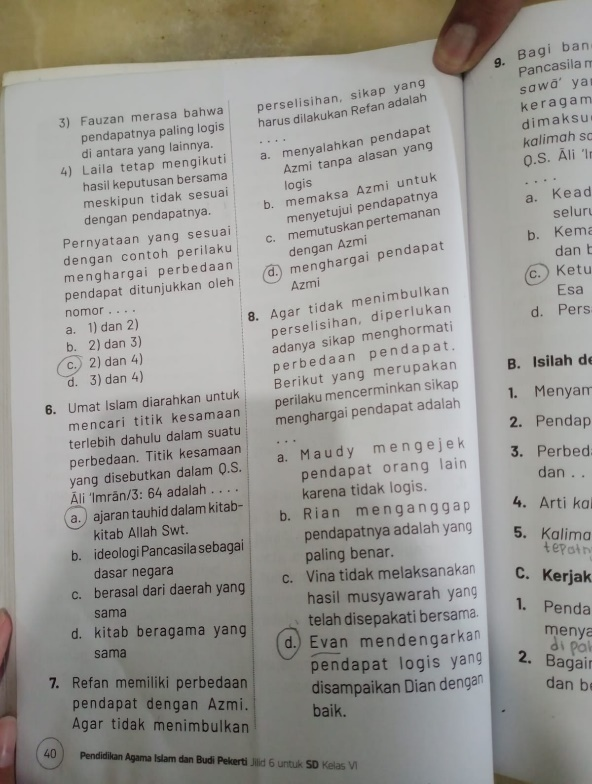 3) Fauzan merasa bahwa
pendapatnya paling logis
di antara yang lainnya.
4) Laila tetap mengikuti
hasil keputusan bersama
meskipun tidak sesuai
dengan pendapatnya.
Pernyataan yang sesuai
dengan contoh perilaku
menghargai perbedaan
pendapat ditunjukkan oleh
nomor . . . .
a. 1) dan 2)
b. 2) dan 3)
c. 2) dan 4)
d. 3) dan 4)
6. Umat Islam diarahkan untuk
mencari titik kesamaan
terlebih dahulu dalam suatu
perbedaan. Titik kesamaan
yang disebutkan dalam Q.S.
Āli 'Imrān/3: 64 adalah . . . .
a. ajaran tauhid dalam kitab-
kitab Allah Swt.
b. ideologi Pancasila sebagai
dasar negara
c. berasal dari daerah yang
sama
d. kitab beragama yang
sama
7. Refan memiliki perbedaan
pendapat dengan Azmi.
Agar tidak menimbulkan
perselisihan, sikap yang
harus dilakukan Refan adalah
. . . .
a. menyalahkan pendapat
Azmi tanpa alasan yang
logis
b. memaksa Azmi untuk
menyetujui pendapatnya
c. memutuskan pertemanan
dengan Azmi
d. menghargai pendapat
Azmi
8. Agar tidak menimbulkan
perselisihan, diperlukan
adanya sikap menghormati
perbedaan pendapat.
Berikut yang merupakan
perilaku mencerminkan sikap
menghargai pendapat adalah
. . .
a. Maudy mengejek
pendapat orang lain
karena tidak logis.
b. Rian menganggap
pendapatnya adalah yang
paling benar.
c. Vina tidak melaksanakan
hasil musyawarah yang
telah disepakati bersama.
d. Evan mendengarkan
pendapat logis yang
disampaikan Dian dengan
baik.
9. Bagi ban
Pancasila m
sawā' ya
keragam
dimaksu
kalimah sa
Q.S. Āli 'I
. . . .
a. Kead
selur
b. Kema
dan b
c. Ketu
Esa
d. Pers
B. Isilah de
1. Menyam
2. Pendap
3. Perbed
dan . .
4. Arti ka
5. Kalima
C. Kerjak
1. Penda
menya
2. Bagair
dan b
40 Pendidikan Agama Islam dan Budi Pekerti Jilid 6 untuk SD Kelas VI